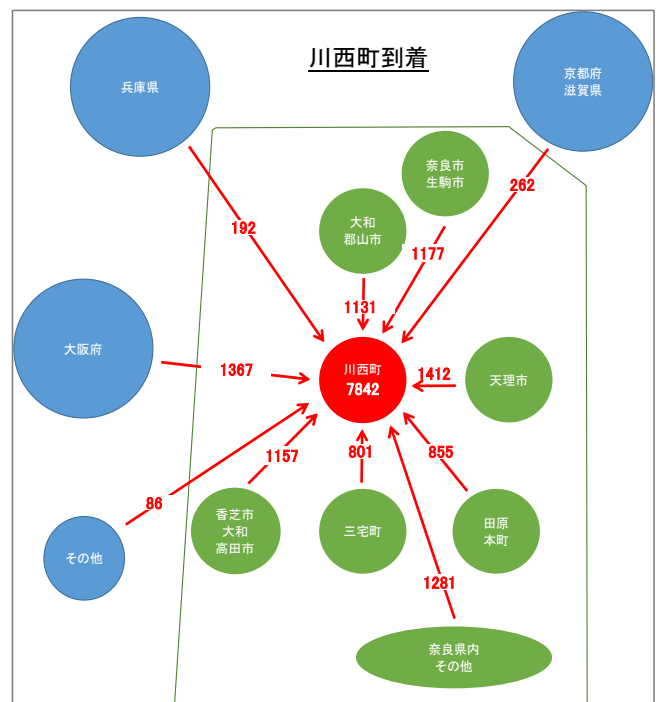 川西町到着
兵庫県
京都府
滋賀県
奈良市
生駒市
262
大和
郡山市
192
1177
1131
大阪府
1367
川西町
7842
1412
天理市
1157
801
855
86
香芝市
大和
高田市
三宅町
田原
本町
その他
1281
奈良県内
その他